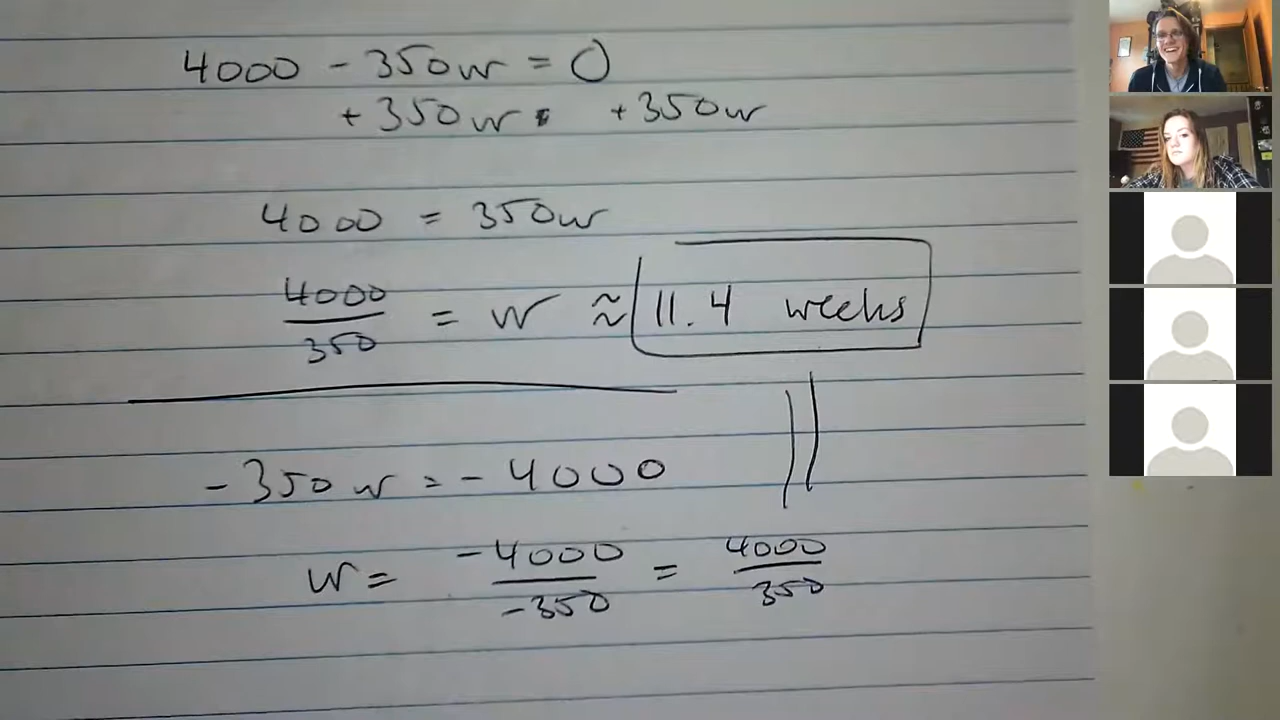 4000 - 350w = 0
+350w +350w
4000 = 350w
4000/350 = w ≈ 11.4 weeks
-350w = -4000
w = -4000/-350 = 4000/350